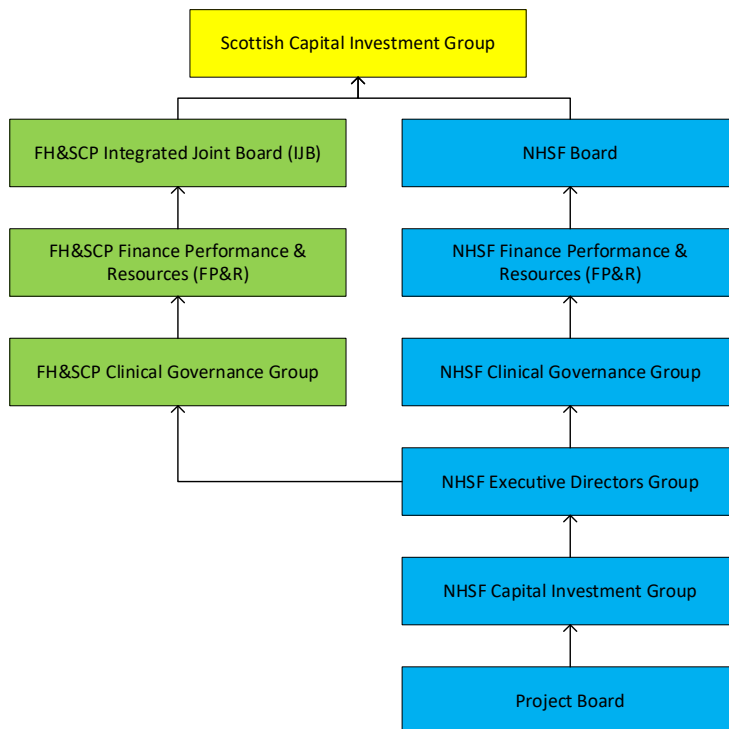 Scottish Capital Investment Group
FH&SCP Integrated Joint Board (IJB)
NHSF Board
FH&SCP Finance Performance &
Resources (FP&R)
NHSF Finance Performance &
Resources (FP&R)
FH&SCP Clinical Governance Group
NHSF Clinical Governance Group
NHSF Executive Directors Group
NHSF Capital Investment Group
Project Board